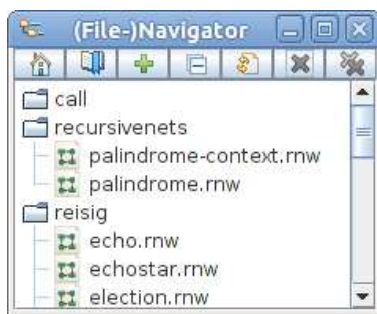 (File-)Navigator
call
recursivenets
palindrome-context.rnw
palindrome.rnw
reisig
echo.rnw
echostar.rnw
election.rnw